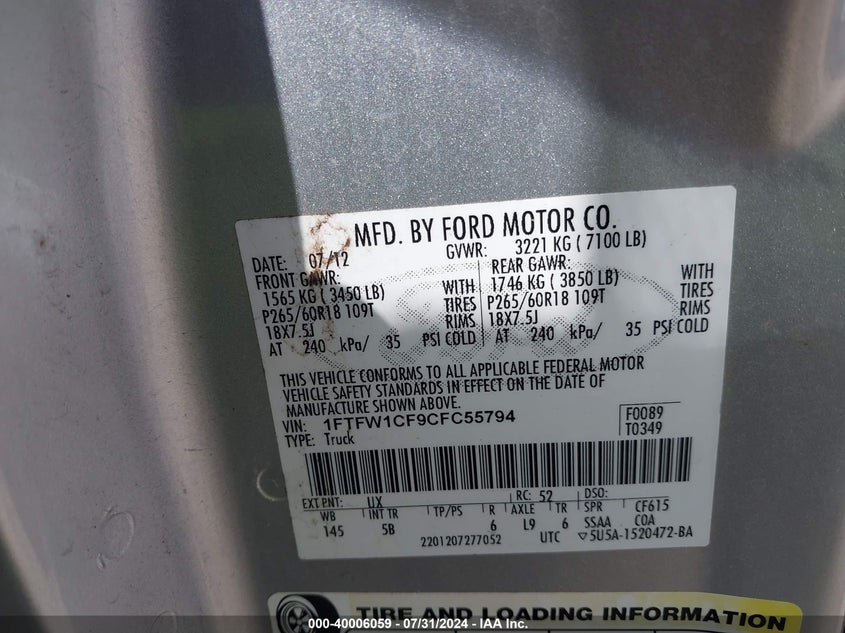 MFD. BY FORD MOTOR CO.
DATE: 07/12 GVWR: 3221 KG ( 7100 LB)
FRONT GAWR: REAR GAWR:
1565 KG ( 3450 LB) WITH 1746 KG ( 3850 LB) WITH
P265/60R18 109T TIRES P265/60R18 109T TIRES
18X7.5J RIMS 18X7.5J RIMS
AT 240 kPa/ 35 PSI COLD AT 240 kPa/ 35 PSI COLD
THIS VEHICLE CONFORMS TO ALL APPLICABLE FEDERAL MOTOR
VEHICLE SAFETY STANDARDS IN EFFECT ON THE DATE OF
MANUFACTURE SHOWN ABOVE.
VIN: 1FTFW1CF9CFC55794 F0089
TYPE: Truck T0349
EXT PNT: UX RC: 52 DSO:
WB INT TR TP/PS R AXLE TR SPR CF615
145 5B 6 L9 6 SSAA COA
2201207277052 UTC ▽5U5A-1520472-BA
TIRE AND LOADING INFORMATION
000-40006059 - 07/31/2024 - IAA Inc.